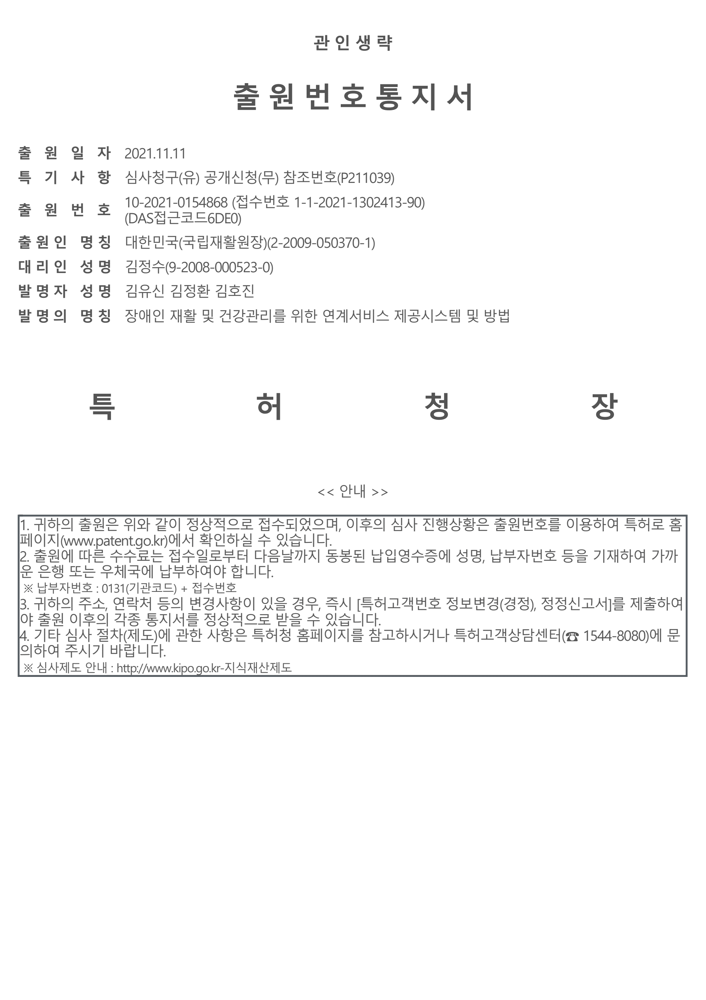 관 인 생 략
출 원 번 호 통 지 서
출 원 일 자 2021.11.11
특 기 사 항 심사청구(유) 공개신청(무) 참조번호(P211039)
출 원 번 호 10-2021-0154868 (접수번호 1-1-2021-1302413-90)
(DAS접근코드6DE0)
출 원 인 명 칭 대한민국(국립재활원장)(2-2009-050370-1)
대 리 인 성 명 김정수(9-2008-000523-0)
발 명 자 성 명 김유신 김정환 김호진
발 명 의 명 칭 장애인 재활 및 건강관리를 위한 연계서비스 제공시스템 및 방법
특 허 청 장
<< 안내 >>
1. 귀하의 출원은 위와 같이 정상적으로 접수되었으며, 이후의 심사 진행상황은 출원번호를 이용하여 특허로 홈
페이지(www.patent.go.kr)에서 확인하실 수 있습니다.
2. 출원에 따른 수수료는 접수일로부터 다음날까지 동봉된 납입영수증에 성명, 납부자번호 등을 기재하여 가까
운 은행 또는 우체국에 납부하여야 합니다.
※ 납부자번호 : 0131(기관코드) + 접수번호
3. 귀하의 주소, 연락처 등의 변경사항이 있을 경우, 즉시 [특허고객번호 정보변경(경정), 정정신고서]를 제출하여
야 출원 이후의 각종 통지서를 정상적으로 받을 수 있습니다.
4. 기타 심사 절차(제도)에 관한 사항은 특허청 홈페이지를 참고하시거나 특허고객상담센터(☎ 1544-8080)에 문
의하여 주시기 바랍니다.
※ 심사제도 안내 : http://www.kipo.go.kr-지식재산제도